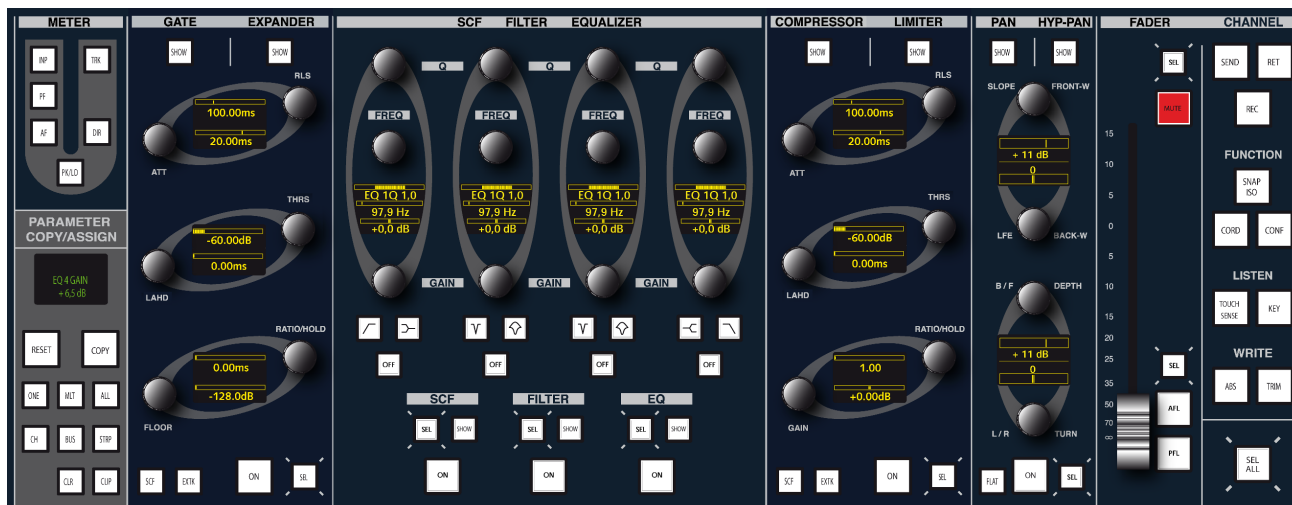 METER
INP
TRK
PF
AF
DIR
PK/LD
PARAMETER
COPY/ASSIGN
EQ 4 GAIN
+ 6,5 dB
RESET
COPY
ONE
MLT
ALL
CH
BUS
STRP
CLR
CLIP
GATE
EXPANDER
SHOW
SHOW
RLS
100.00ms
20.00ms
ATT
THRS
-60.00dB
0.00ms
LAHD
RATIO/HOLD
0.00ms
-128.0dB
FLOOR
SCF
EXTK
ON
SEL
SCF FILTER EQUALIZER
Q
Q
Q
FREQ
FREQ
FREQ
FREQ
EQ 1Q 1,0
97,9 Hz
+0,0 dB
EQ 1Q 1,0
97,9 Hz
+0,0 dB
EQ 1Q 1,0
97,9 Hz
+0,0 dB
EQ 1Q 1,0
97,9 Hz
+0,0 dB
GAIN
GAIN
GAIN
OFF
OFF
OFF
OFF
SCF
SEL
SHOW
ON
FILTER
SEL
SHOW
ON
EQ
SEL
SHOW
ON
COMPRESSOR
LIMITER
SHOW
SHOW
RLS
100.00ms
20.00ms
ATT
THRS
-60.00dB
0.00ms
LAHD
RATIO/HOLD
1.00
+0.00dB
GAIN
SCF
EXTK
ON
SEL
PAN
HYP-PAN
SHOW
SHOW
SLOPE
FRONT-W
+ 11 dB
0
LFE
BACK-W
B / F
DEPTH
+ 11 dB
0
L / R
TURN
FLAT
ON
SEL
FADER
SEL
MUTE
15
10
5
0
5
10
15
20
25
35
50
70
∞
SEL
AFL
PFL
CHANNEL
SEND
RET
REC
FUNCTION
SNAP
ISO
CORD
CONF
LISTEN
TOUCH
SENSE
KEY
WRITE
ABS
TRIM
SEL
ALL